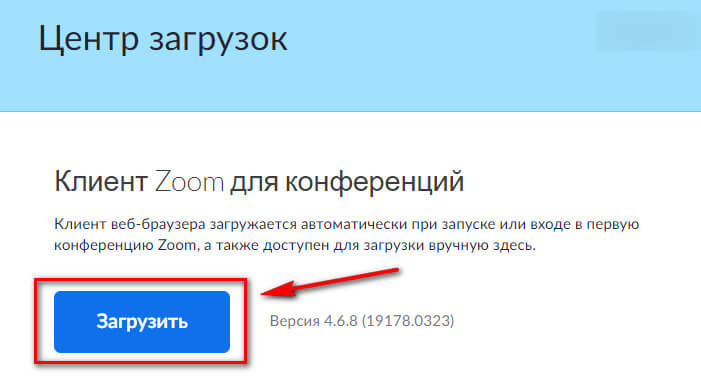 Центр загрузок
Клиент Zoom для конференций
Клиент веб-браузера загружается автоматически при запуске или входе в первую
конференцию Zoom, а также доступен для загрузки вручную здесь.
Загрузить
Версия 4.6.8 (19178.0323)